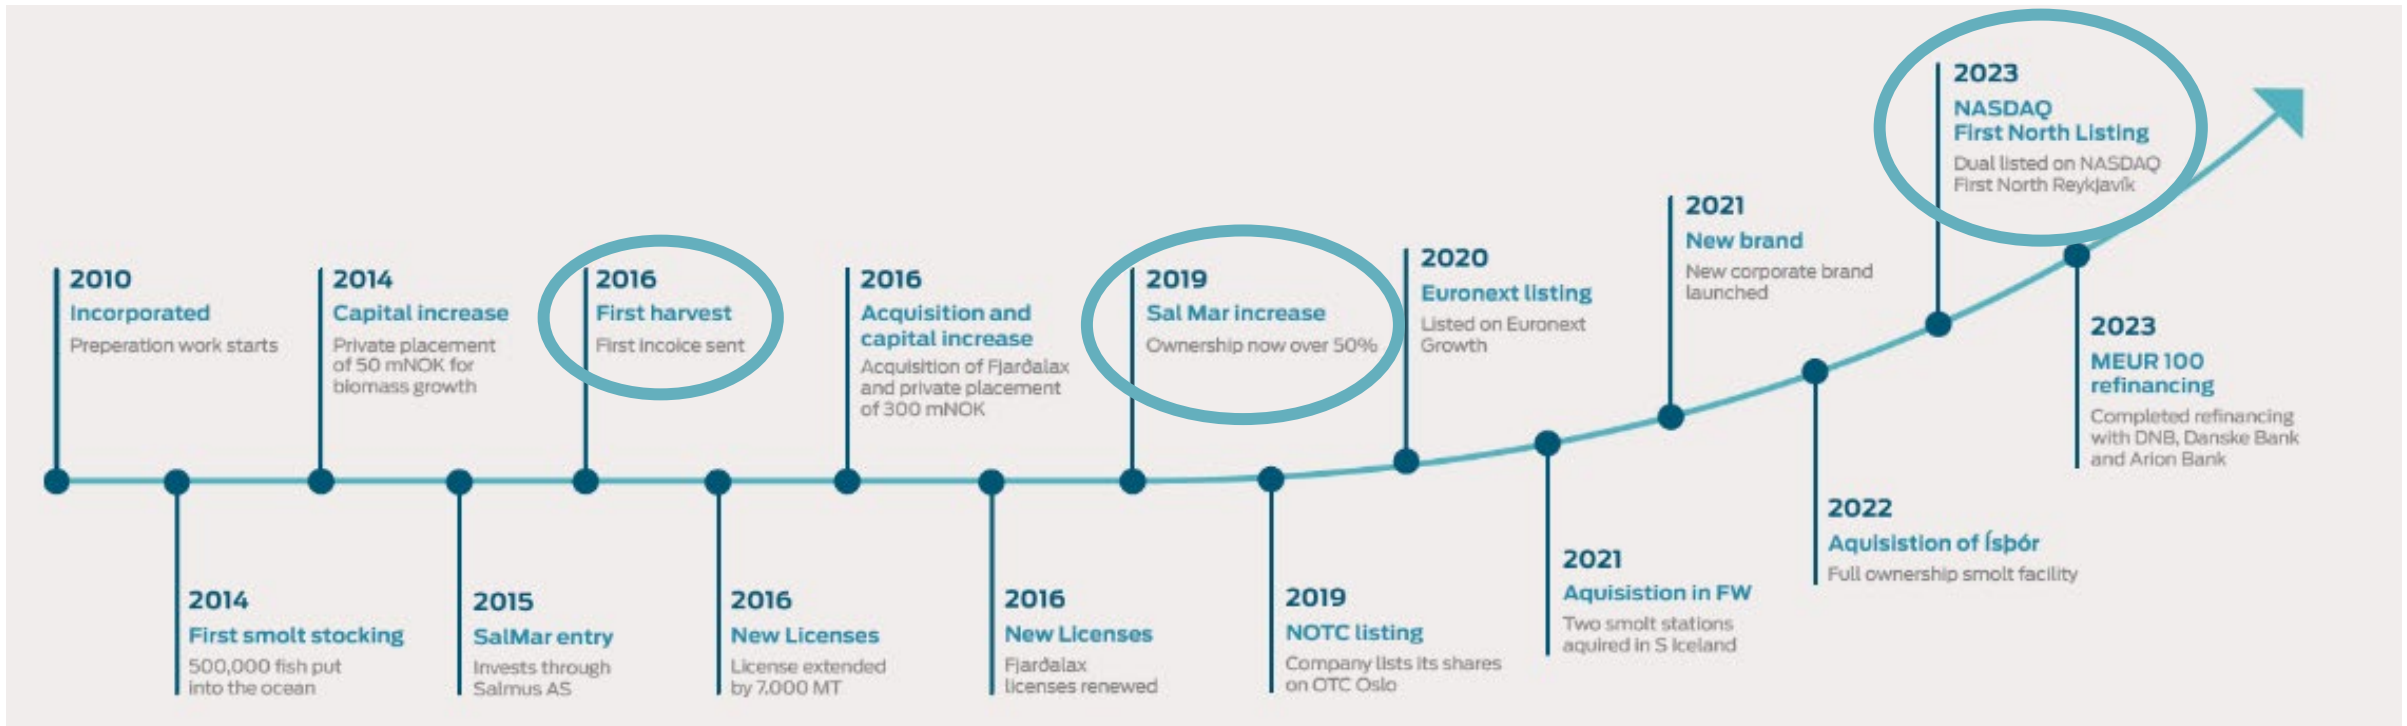 2010
Incorporated
Preperation work starts
2014
First smolt stocking
500,000 fish put
into the ocean
2014
Capital increase
Private placement
of 50 mNOK for
biomass growth
2015
SalMar entry
Invests through
Salmus AS
2016
First harvest
First incoice sent
2016
New Licenses
License extended
by 7.000 MT
2016
Acquisition and
capital increase
Acquisition of Fjarðalax
and private placement
of 300 mNOK
2016
New Licenses
Fjarðalax
licenses renewed
2019
Sal Mar increase
Ownership now over 50%
2019
NOTC listing
Company lists its shares
on OTC Oslo
2020
Euronext listing
Listed on Euronext
Growth
2021
Aquisistion in FW
Two smolt stations
aquired in S Iceland
2021
New brand
New corporate brand
launched
2022
Aquisistion of Ísþór
Full ownership smolt facility
2023
NASDAQ
First North Listing
Dual listed on NASDAQ
First North Reykjavík
2023
MEUR 100
refinancing
Completed refinancing
with DNB, Danske Bank
and Arion Bank